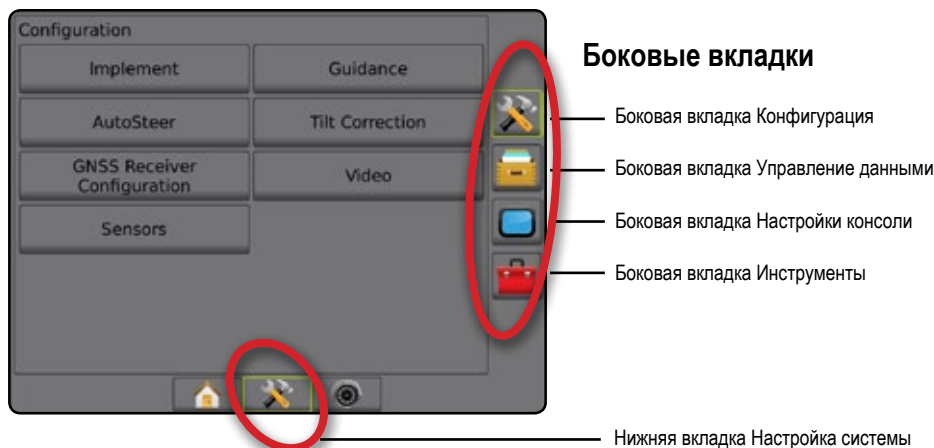 Configuration
Implement
Guidance
AutoSteer
Tilt Correction
GNSS Receiver
Configuration
Video
Sensors
Боковые вкладки
Боковая вкладка Конфигурация
Боковая вкладка Управление данными
Боковая вкладка Настройки консоли
Боковая вкладка Инструменты
Нижняя вкладка Настройка системы